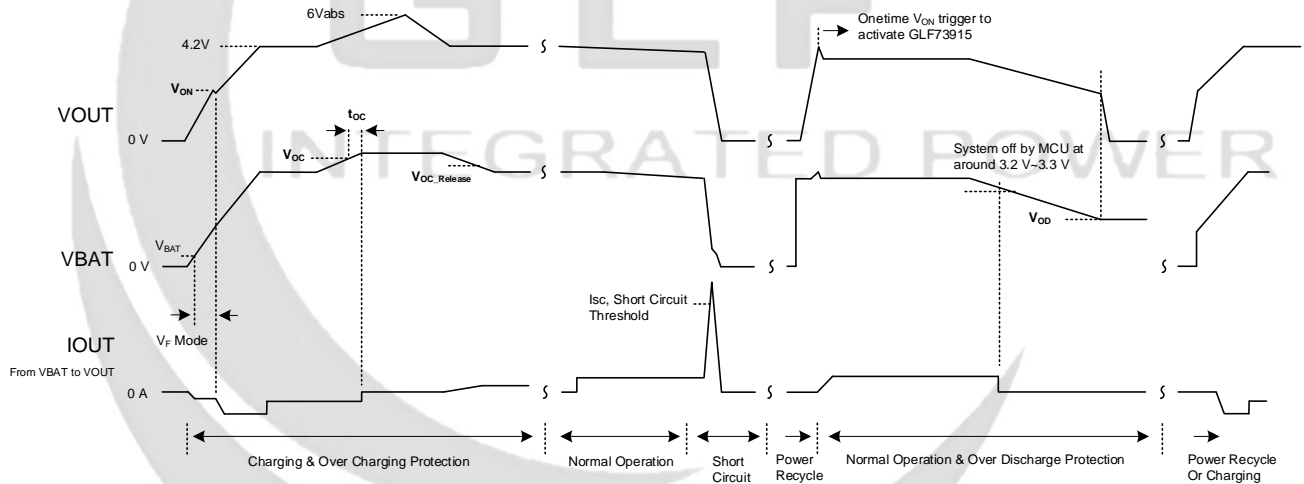 GLF
INTEGRATED POWER
6Vabs
4.2V
VON
VOUT
0 V
tOC
VOC
VOC_Release
VBAT
VBAT
0 V
VF Mode
IOUT
From VBAT to VOUT
0 A
Isc, Short Circuit
Threshold
Onetime VON trigger to
activate GLF73915
System off by MCU at
around 3.2 V~3.3 V
VOD
Charging & Over Charging Protection
Normal Operation
Short
Circuit
Power
Recycle
Normal Operation & Over Discharge Protection
Power Recycle
Or Charging